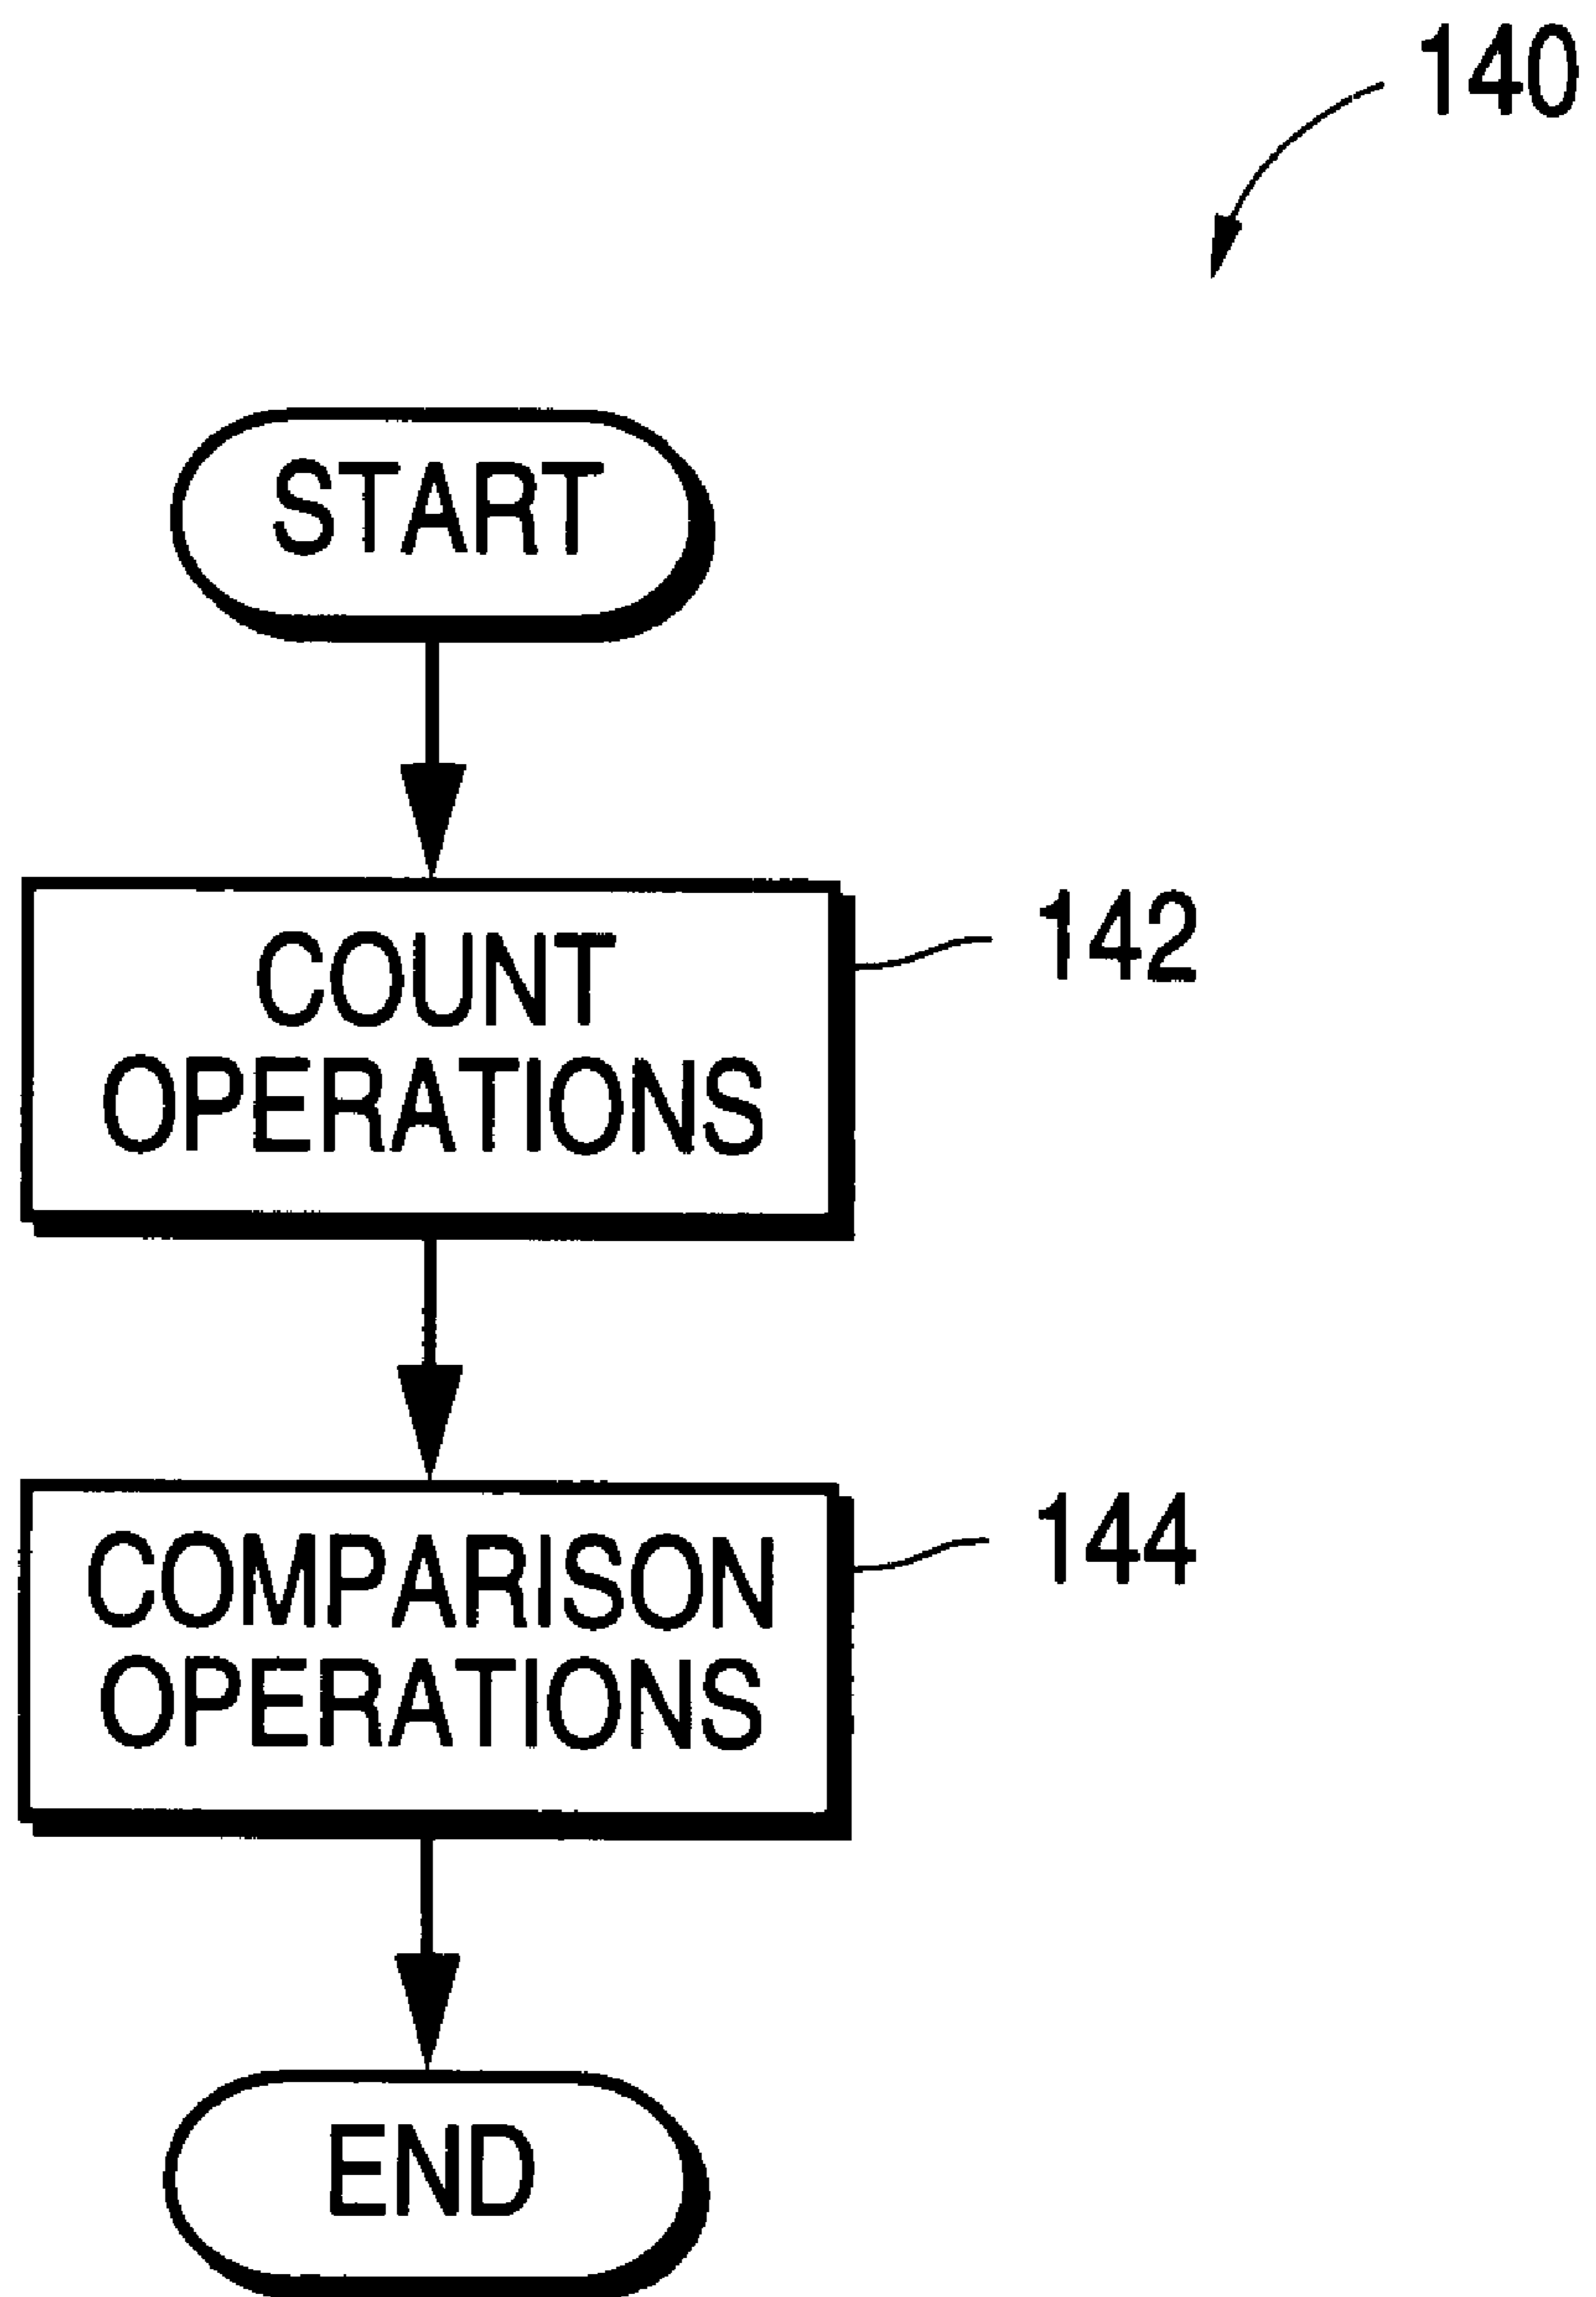 140
START
COUNT
OPERATIONS
142
COMPARISON
OPERATIONS
144
END